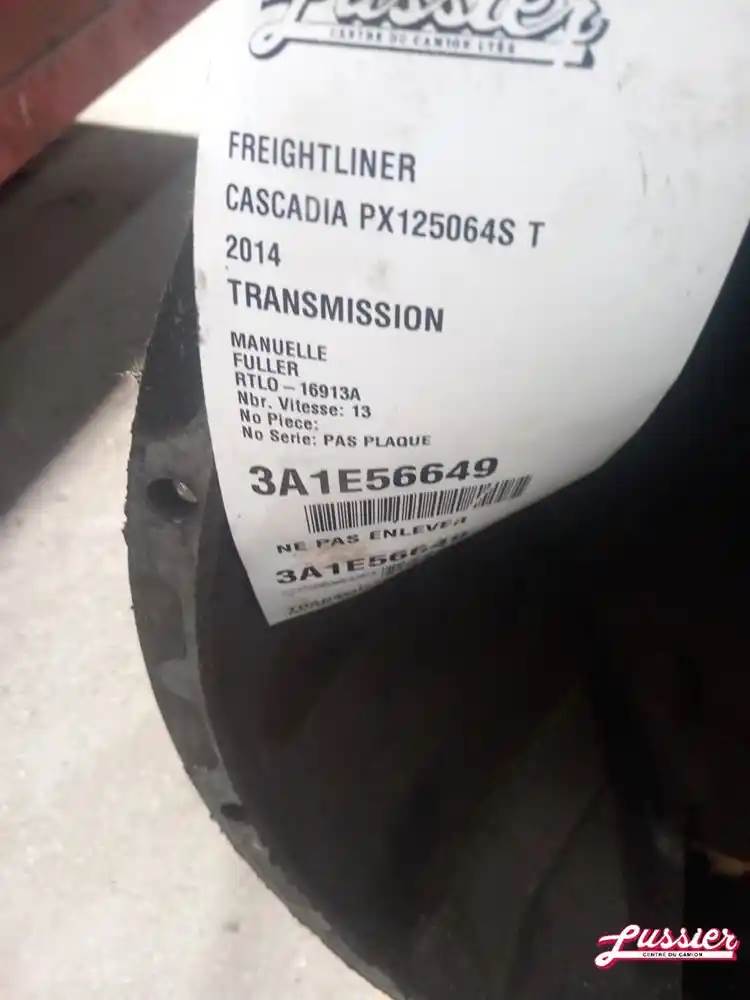 Lussier
CENTRE DU CAMION LTÉE
FREIGHTLINER
CASCADIA PX125064S T
2014
TRANSMISSION
MANUELLE
FULLER
RTLO-16913A
Nbr. Vitesse: 13
No Piece:
No Serie: PAS PLAQUE
3A1E56649
NE PAS ENLEVER
3A1E56649
Lussier
CENTRE DU CAMION